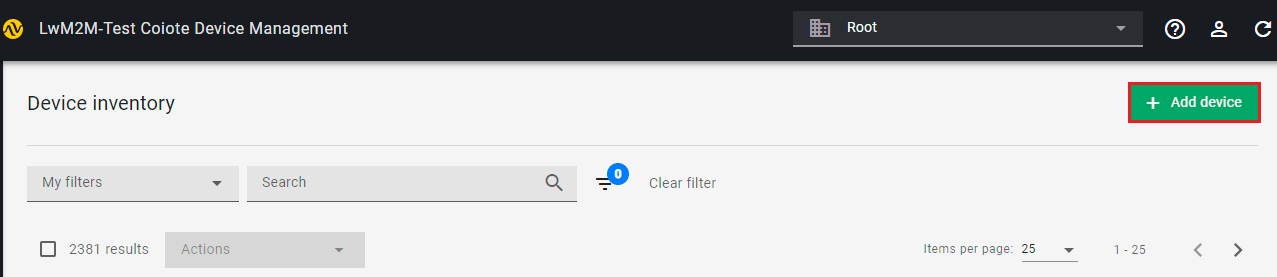 LwM2M-Test Coiote Device Management
Root
Device inventory
+ Add device
My filters
Search
0
Clear filter
2381 results
Actions
Items per page: 25
1 - 25